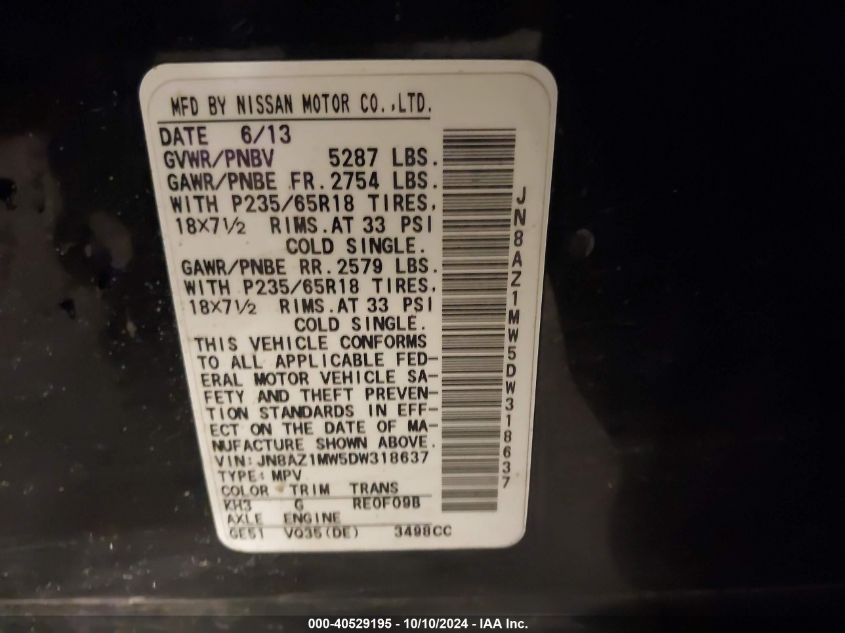 MFD BY NISSAN MOTOR CO.,LTD.
DATE 6/13
GVWR/PNBV 5287 LBS.
GAWR/PNBE FR. 2754 LBS.
WITH P235/65R18 TIRES,
18X7½ RIMS.AT 33 PSI
COLD SINGLE.
GAWR/PNBE RR. 2579 LBS.
WITH P235/65R18 TIRES,
18X7½ RIMS.AT 33 PSI
COLD SINGLE.
THIS VEHICLE CONFORMS
TO ALL APPLICABLE FED-
ERAL MOTOR VEHICLE SA-
FETY AND THEFT PREVEN-
TION STANDARDS IN EFF-
ECT ON THE DATE OF MA-
NUFACTURE SHOWN ABOVE.
VIN:JN8AZ1MW5DW318637
TYPE:MPV
COLOR TRIM TRANS
KH3 G RE0F09B
AXLE ENGINE
GE51 VQ35(DE) 3498CC
JN8AZ1MW5DW318637
000-40529195 - 10/10/2024 - IAA Inc.